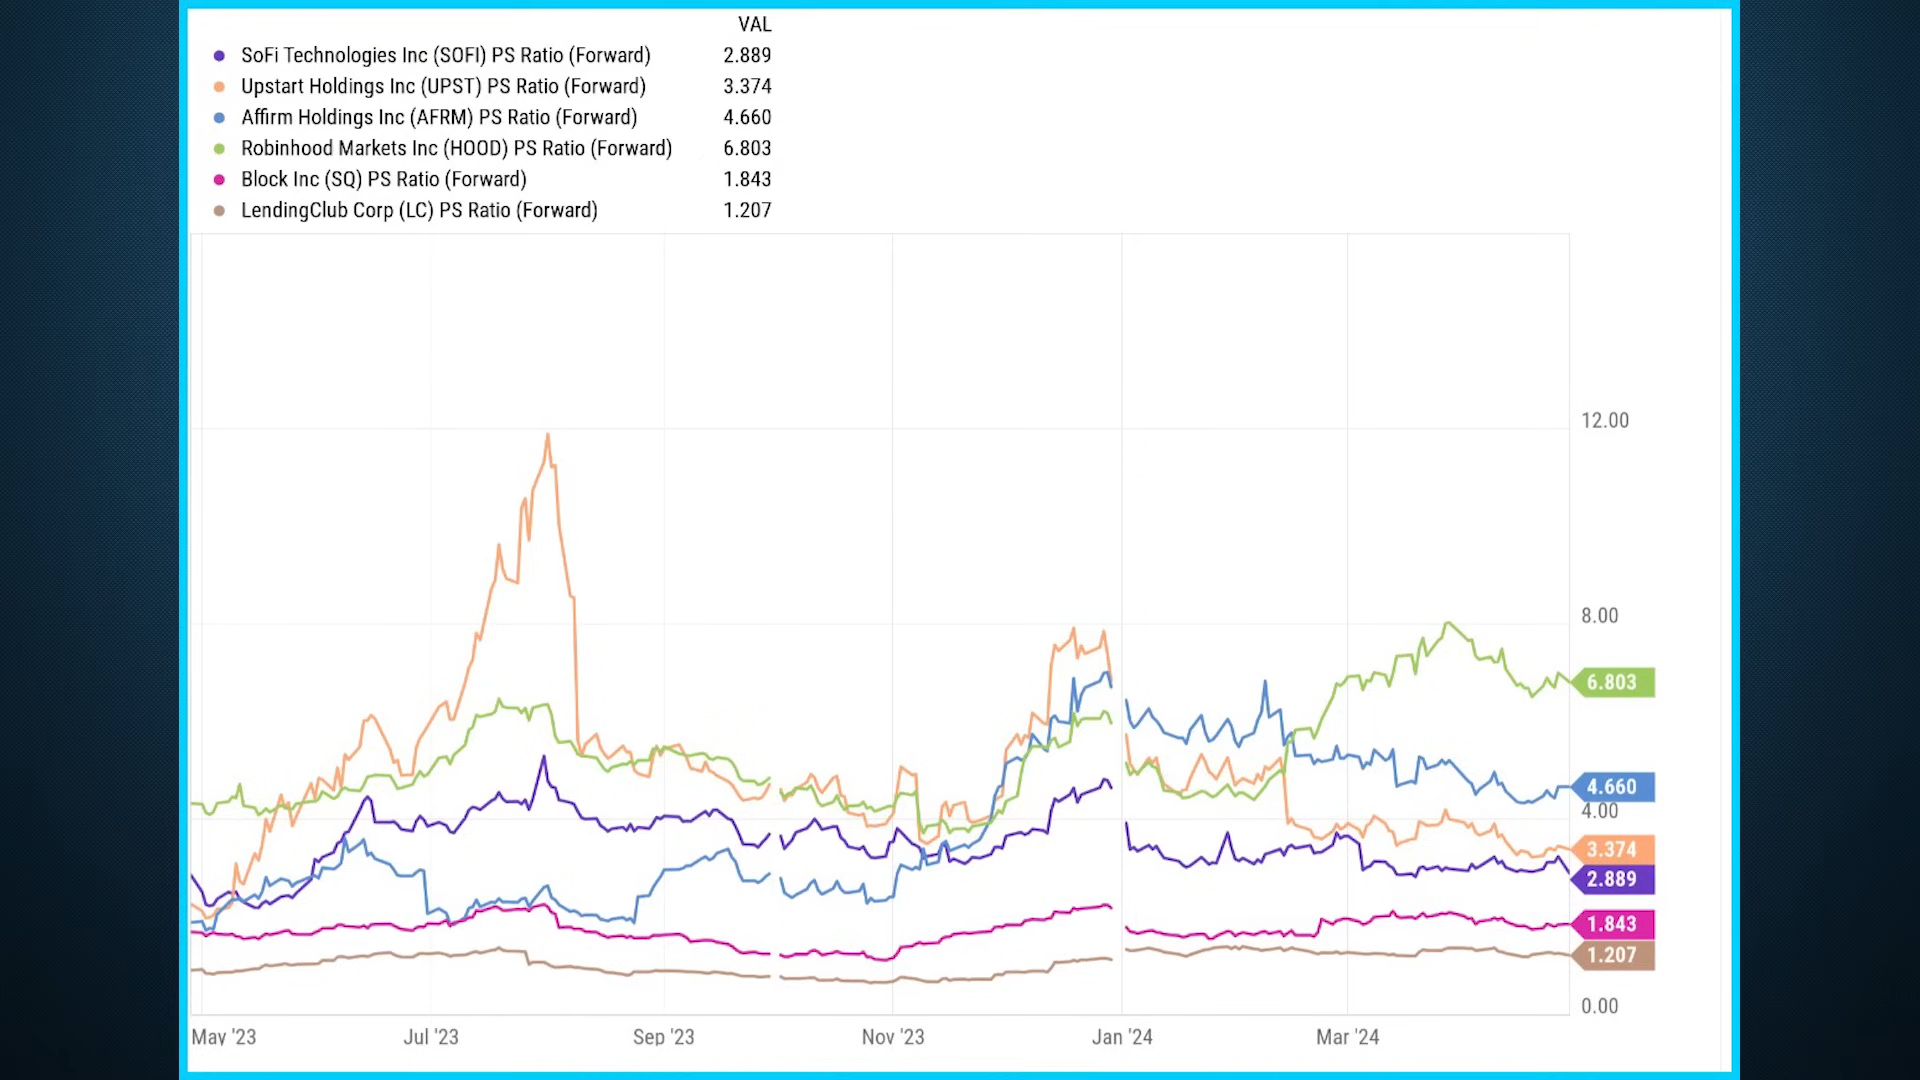 VAL
SoFi Technologies Inc (SOFI) PS Ratio (Forward) 2.889
Upstart Holdings Inc (UPST) PS Ratio (Forward) 3.374
Affirm Holdings Inc (AFRM) PS Ratio (Forward) 4.660
Robinhood Markets Inc (HOOD) PS Ratio (Forward) 6.803
Block Inc (SQ) PS Ratio (Forward) 1.843
LendingClub Corp (LC) PS Ratio (Forward) 1.207
12.00
8.00
6.803
4.660
4.00
3.374
2.889
1.843
1.207
0.00
May '23 Jul '23 Sep '23 Nov '23 Jan '24 Mar '24